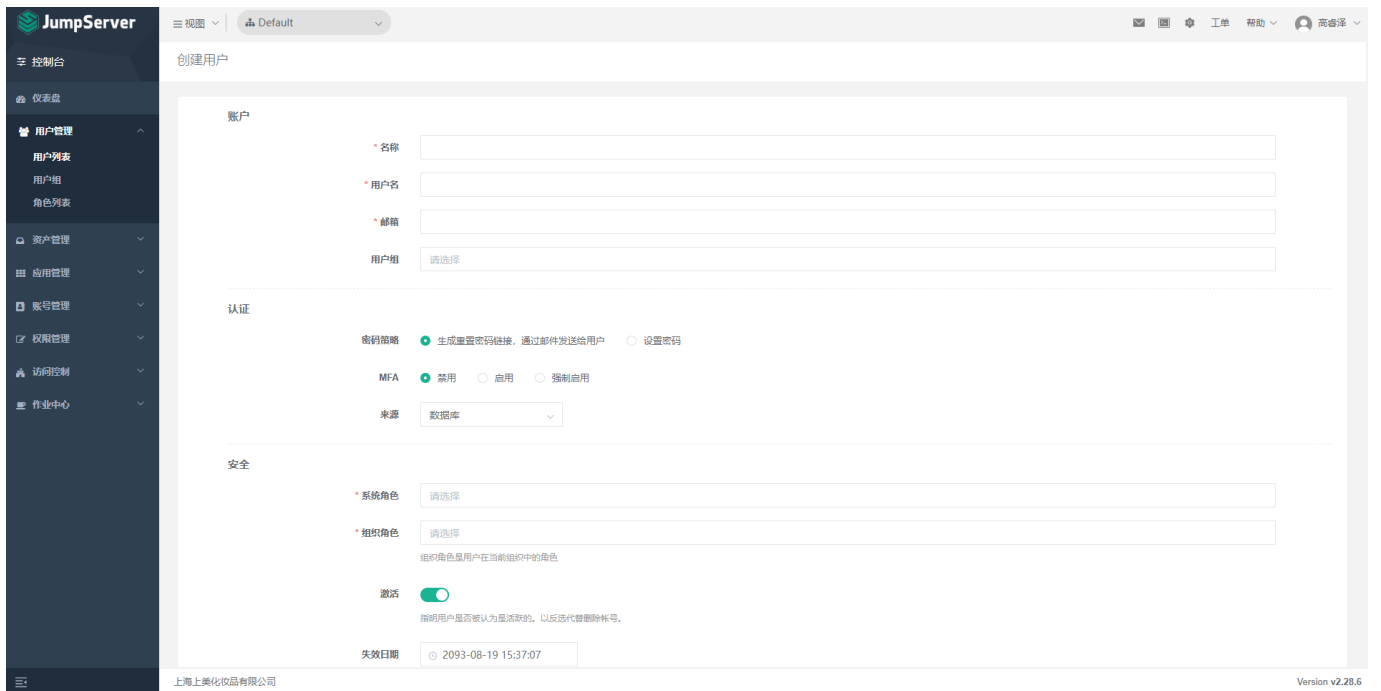 JumpServer
视图
Default
工单
帮助
高睿泽
控制台
创建用户
仪表盘
用户管理
用户列表
用户组
角色列表
资产管理
应用管理
账号管理
权限管理
访问控制
作业中心
账户
* 名称
* 用户名
* 邮箱
用户组 请选择
认证
密码策略 生成重置密码链接，通过邮件发送给用户 设置密码
MFA 禁用 启用 强制启用
来源 数据库
安全
* 系统角色 请选择
* 组织角色 请选择
组织角色是用户在当前组织中的角色
激活
指明用户是否被认为是活跃的。以反选代替删除帐号。
失效日期 2093-08-19 15:37:07
上海上美化妆品有限公司
Version v2.28.6